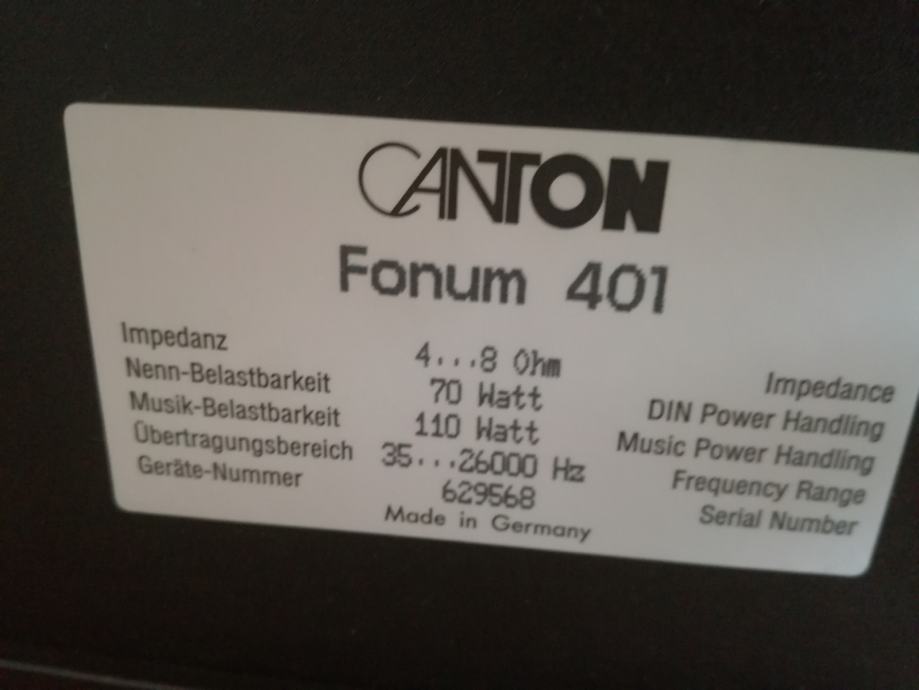 CANTON
Fonum 401
Impedanz 4...8 Ohm Impedance
Nenn-Belastbarkeit 70 Watt DIN Power Handling
Musik-Belastbarkeit 110 Watt Music Power Handling
Übertragungsbereich 35...26000 Hz Frequency Range
Geräte-Nummer 629568 Serial Number
Made in Germany